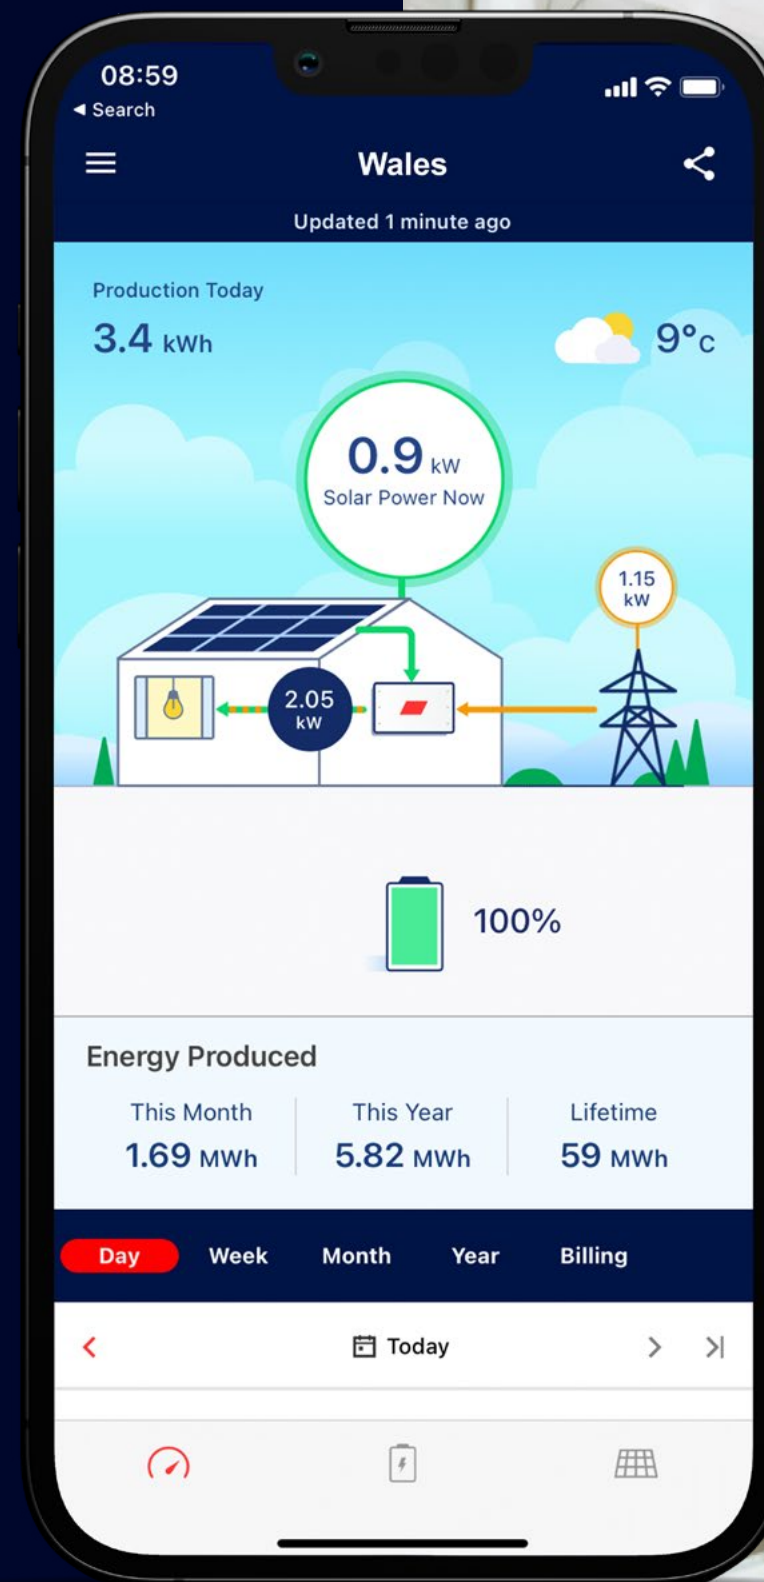 08:59
◀ Search
Wales
Updated 1 minute ago
Production Today
3.4 kWh
9°C
0.9 kW
Solar Power Now
1.15
kW
2.05
kW
100%
Energy Produced
This Month
This Year
Lifetime
1.69 MWh
5.82 MWh
59 MWh
Day Week Month Year Billing
Today